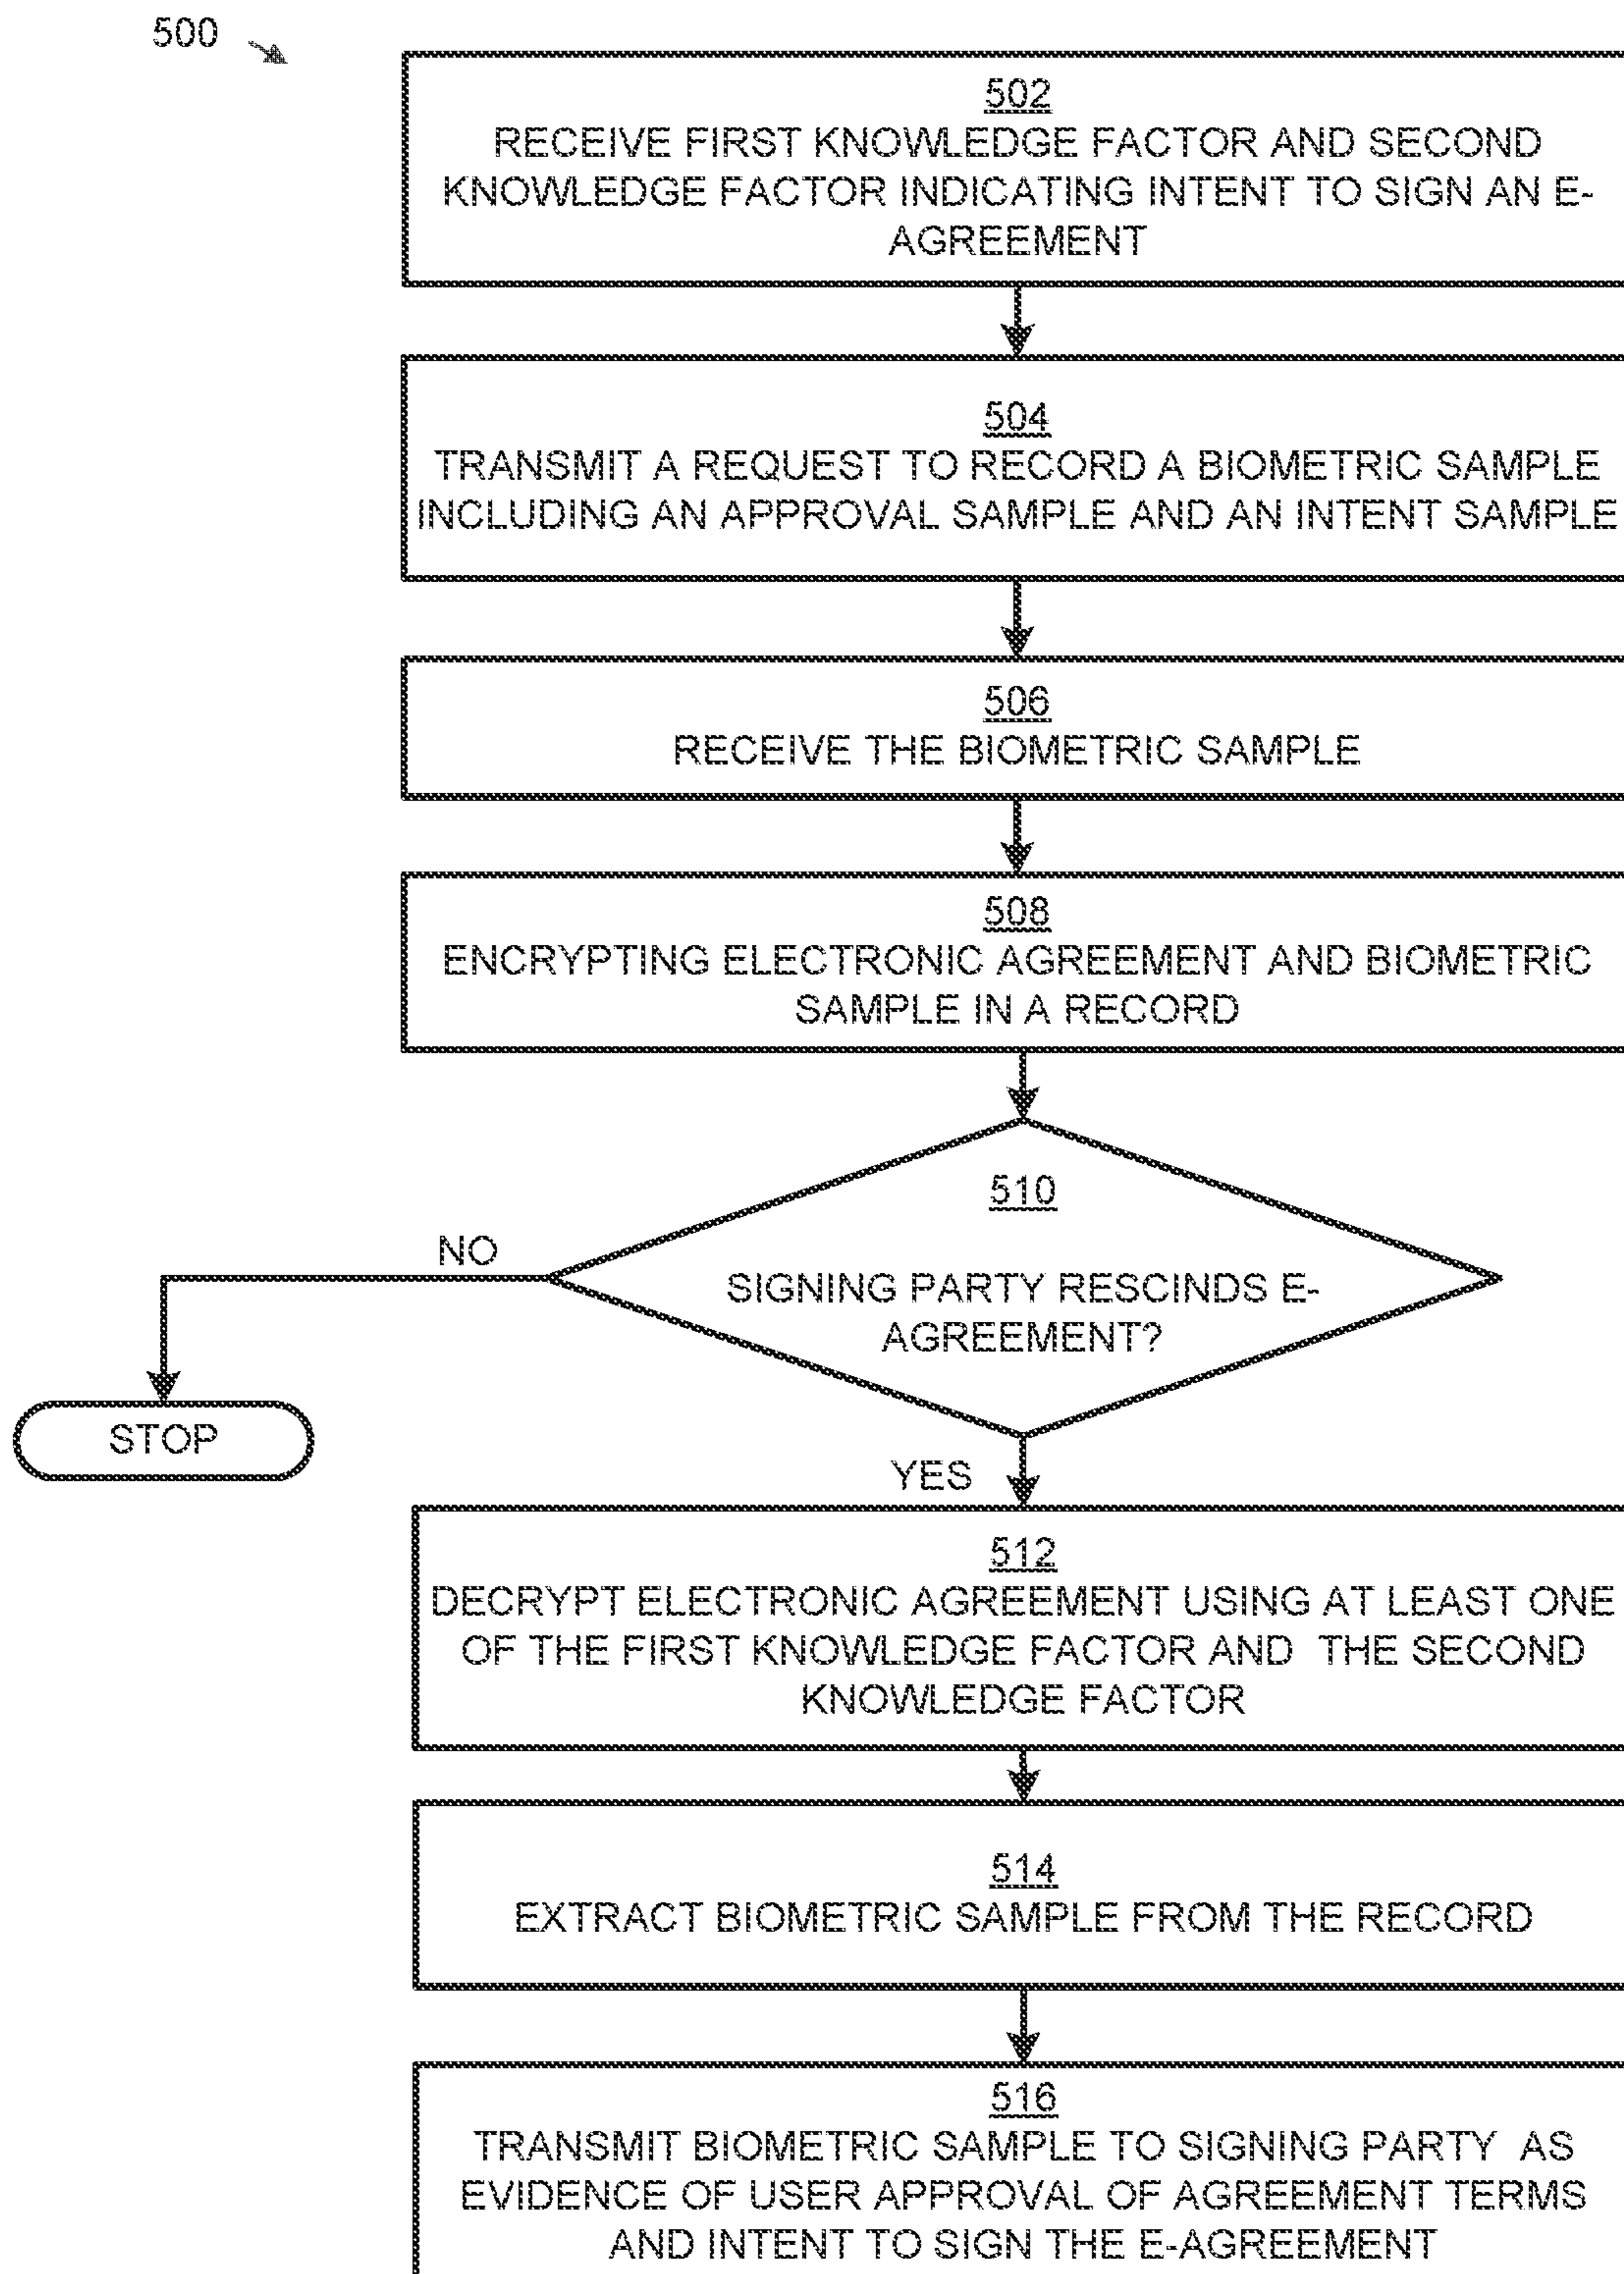 500
502
RECEIVE FIRST KNOWLEDGE FACTOR AND SECOND
KNOWLEDGE FACTOR INDICATING INTENT TO SIGN AN E-
AGREEMENT
504
TRANSMIT A REQUEST TO RECORD A BIOMETRIC SAMPLE
INCLUDING AN APPROVAL SAMPLE AND AN INTENT SAMPLE
506
RECEIVE THE BIOMETRIC SAMPLE
508
ENCRYPTING ELECTRONIC AGREEMENT AND BIOMETRIC
SAMPLE IN A RECORD
510
NO
SIGNING PARTY RESCINDS E-
AGREEMENT?
STOP
YES
512
DECRYPT ELECTRONIC AGREEMENT USING AT LEAST ONE
OF THE FIRST KNOWLEDGE FACTOR AND THE SECOND
KNOWLEDGE FACTOR
514
EXTRACT BIOMETRIC SAMPLE FROM THE RECORD
516
TRANSMIT BIOMETRIC SAMPLE TO SIGNING PARTY AS
EVIDENCE OF USER APPROVAL OF AGREEMENT TERMS
AND INTENT TO SIGN THE E-AGREEMENT